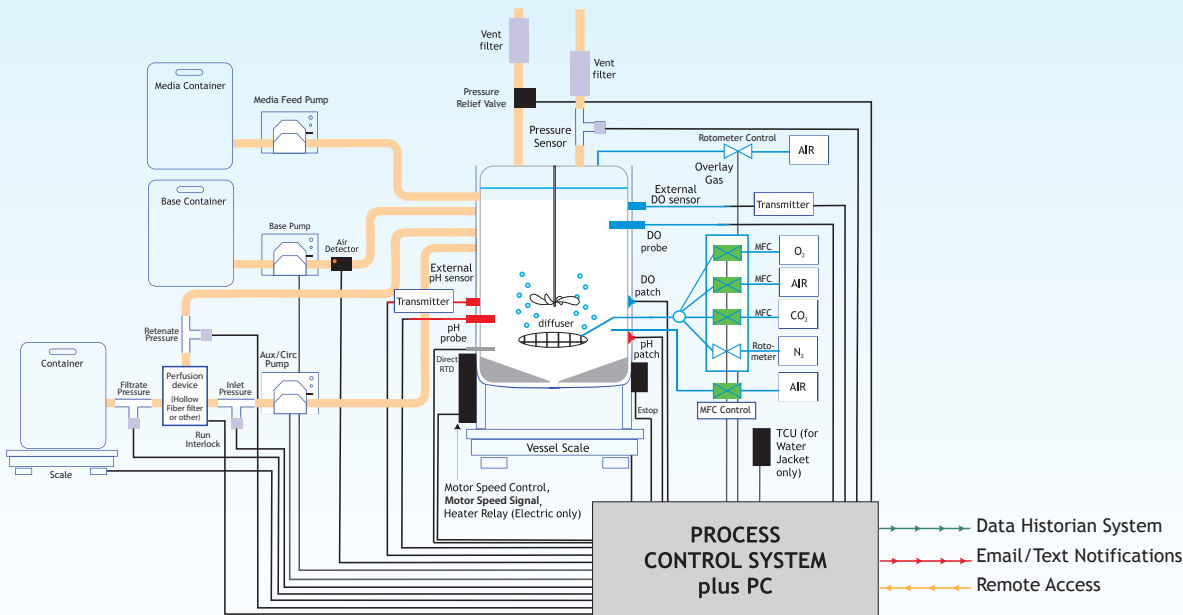 Vent
filter
Vent
filter
Media Container
Media Feed Pump
Pressure
Relief Valve
Pressure
Sensor
Rotometer Control
AIR
Overlay
Gas
External
DO sensor
Transmitter
Base Container
Base Pump
Air
Detector
DO
probe
MFC
O₂
External
pH sensor
DO
patch
MFC
AIR
Transmitter
MFC
CO₂
pH
probe
diffuser
pH
patch
Roto-
meter
N₂
Retenate
Pressure
Direct
RTD
Container
Aux/Circ
Pump
Filtrate
Pressure
Perfusion
device
(Hollow
Fiber filter
or other)
Inlet
Pressure
AIR
Estop
MFC Control
Run
Interlock
Scale
Vessel Scale
TCU (for
Water
Jacket
only)
Motor Speed Control,
Motor Speed Signal,
Heater Relay (Electric only)
PROCESS
CONTROL SYSTEM
plus PC
Data Historian System
Email/Text Notifications
Remote Access